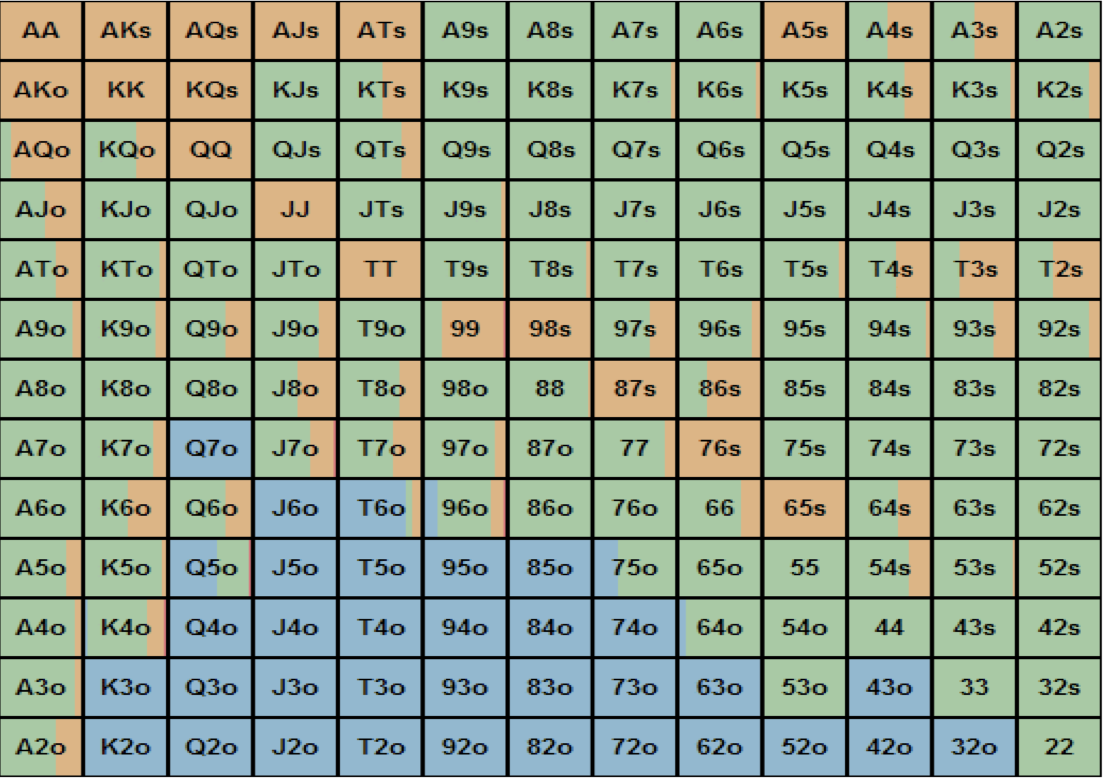 AA AKs AQs AJs ATs A9s A8s A7s A6s A5s A4s A3s A2s
AKo KK KQs KJs KTs K9s K8s K7s K6s K5s K4s K3s K2s
AQo KQo QQ QJs QTs Q9s Q8s Q7s Q6s Q5s Q4s Q3s Q2s
AJo KJo QJo JJ JTs J9s J8s J7s J6s J5s J4s J3s J2s
ATo KTo QTo JTo TT T9s T8s T7s T6s T5s T4s T3s T2s
A9o K9o Q9o J9o T9o 99 98s 97s 96s 95s 94s 93s 92s
A8o K8o Q8o J8o T8o 98o 88 87s 86s 85s 84s 83s 82s
A7o K7o Q7o J7o T7o 97o 87o 77 76s 75s 74s 73s 72s
A6o K6o Q6o J6o T6o 96o 86o 76o 66 65s 64s 63s 62s
A5o K5o Q5o J5o T5o 95o 85o 75o 65o 55 54s 53s 52s
A4o K4o Q4o J4o T4o 94o 84o 74o 64o 54o 44 43s 42s
A3o K3o Q3o J3o T3o 93o 83o 73o 63o 53o 43o 33 32s
A2o K2o Q2o J2o T2o 92o 82o 72o 62o 52o 42o 32o 22